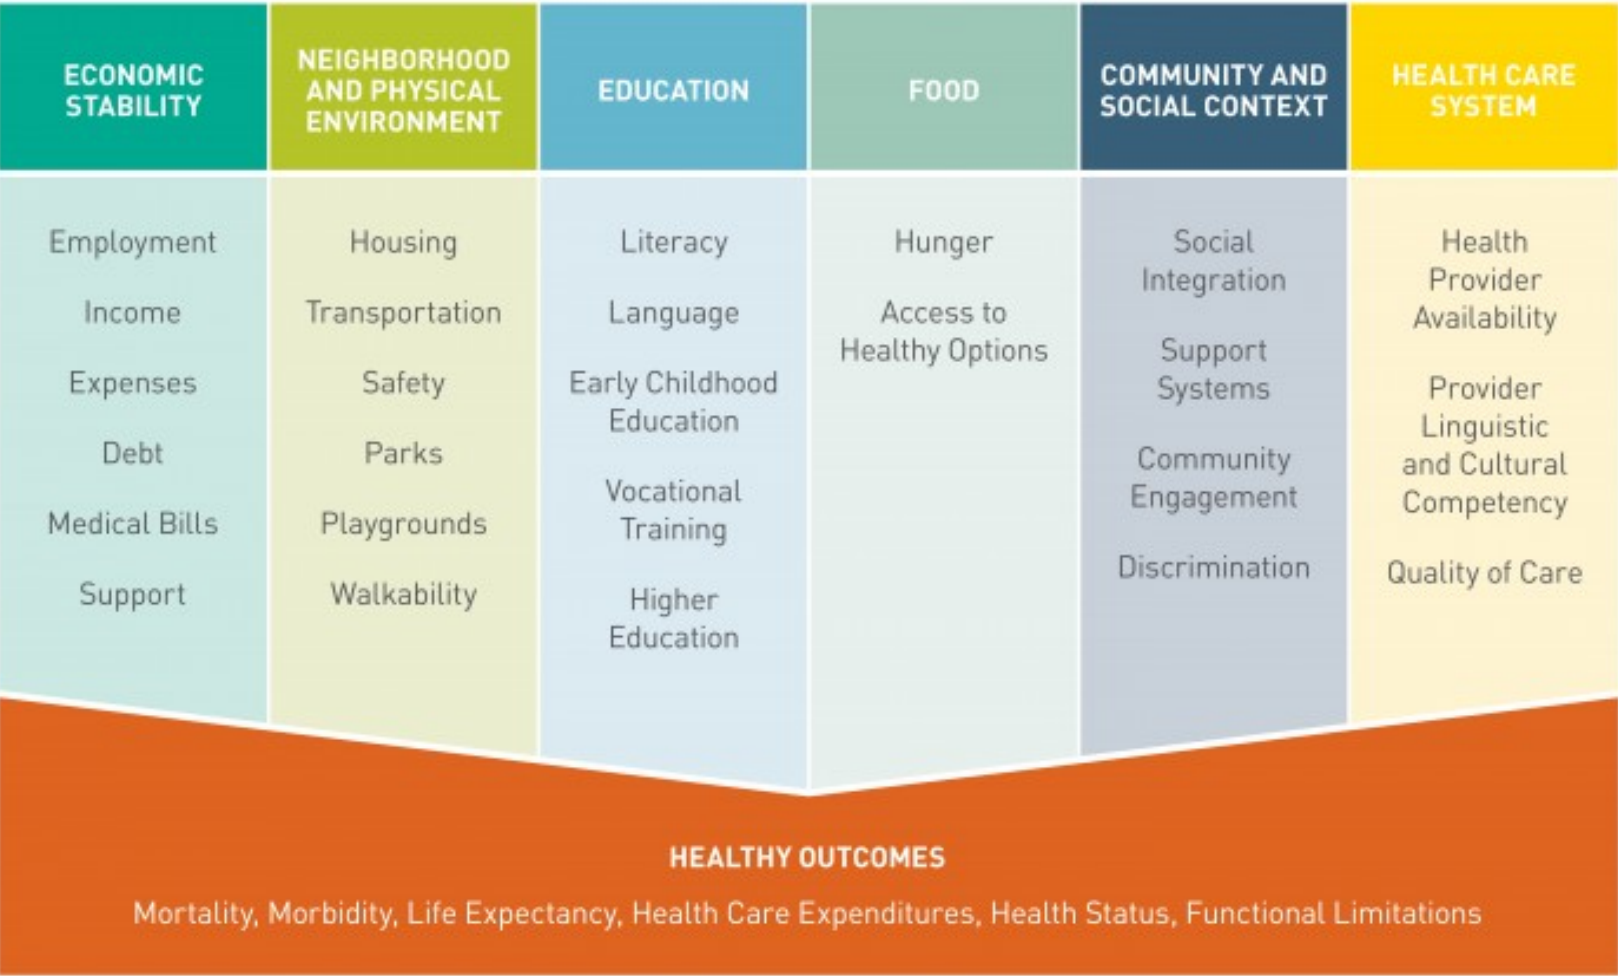 ECONOMIC
STABILITY
NEIGHBORHOOD
AND PHYSICAL
ENVIRONMENT
EDUCATION
FOOD
COMMUNITY AND
SOCIAL CONTEXT
HEALTH CARE
SYSTEM
Employment
Income
Expenses
Debt
Medical Bills
Support
Housing
Transportation
Safety
Parks
Playgrounds
Walkability
Literacy
Language
Early Childhood
Education
Vocational
Training
Higher
Education
Hunger
Access to
Healthy Options
Social
Integration
Support
Systems
Community
Engagement
Discrimination
Health
Provider
Availability
Provider
Linguistic
and Cultural
Competency
Quality of Care
HEALTHY OUTCOMES
Mortality, Morbidity, Life Expectancy, Health Care Expenditures, Health Status, Functional Limitations